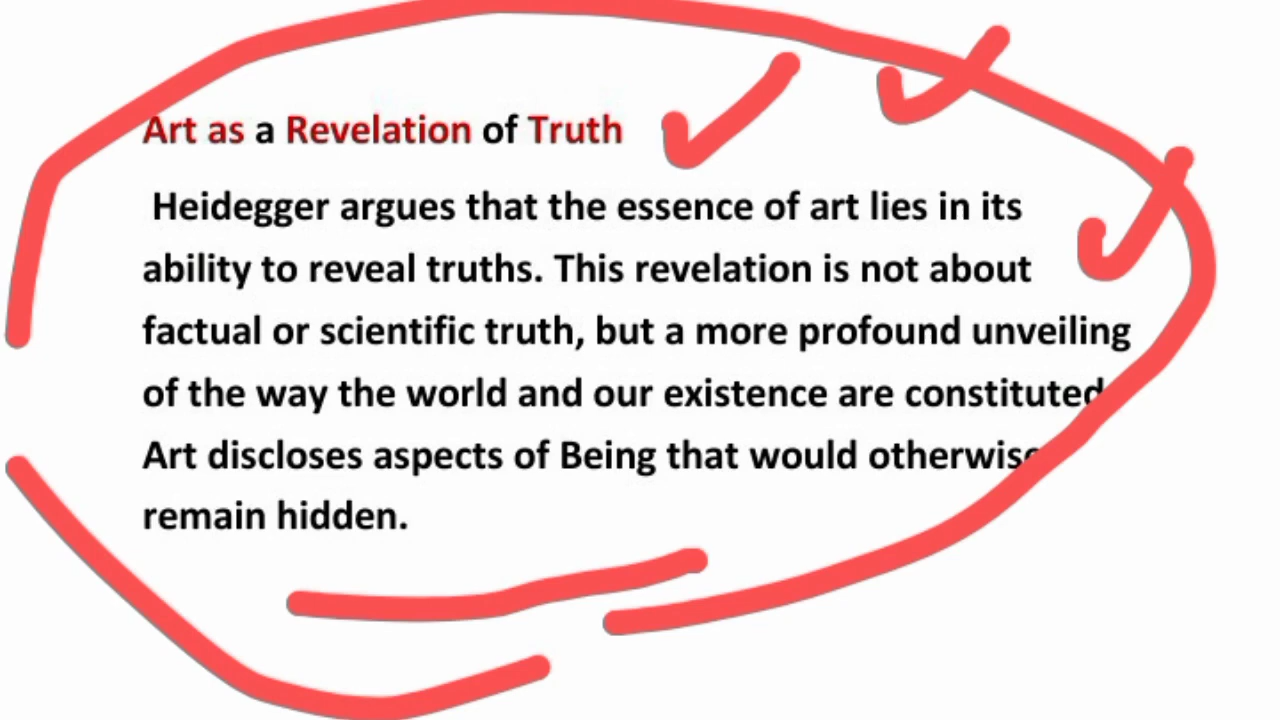 Art as a Revelation of Truth
Heidegger argues that the essence of art lies in its
ability to reveal truths. This revelation is not about
factual or scientific truth, but a more profound unveiling
of the way the world and our existence are constituted
Art discloses aspects of Being that would otherwise
remain hidden.